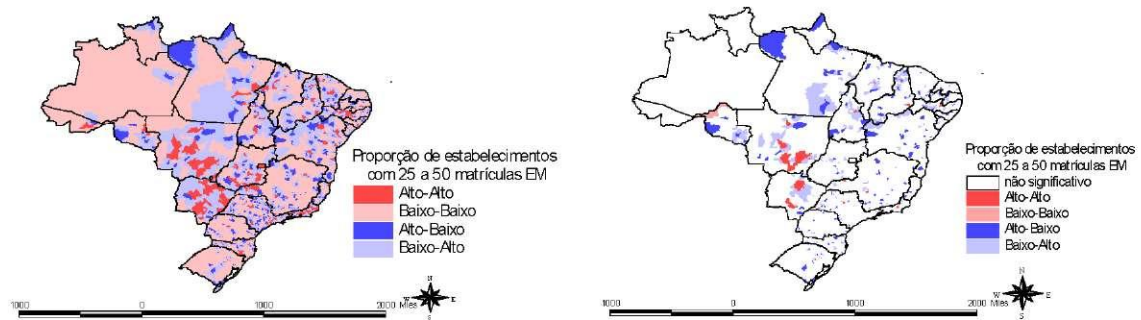 Proporção de estabelecimentos
com 25 a 50 matrículas EM
Alto-Alto
Baixo-Baixo
Alto-Baixo
Baixo-Alto
N
W E
S
1000 0 1000 2000
Miles
Proporção de estabelecimentos
com 25 a 50 matrículas EM
não significativo
Alto-Alto
Baixo-Baixo
Alto-Baixo
Baixo-Alto
N
W E
S
1000 0 1000 2000
Miles